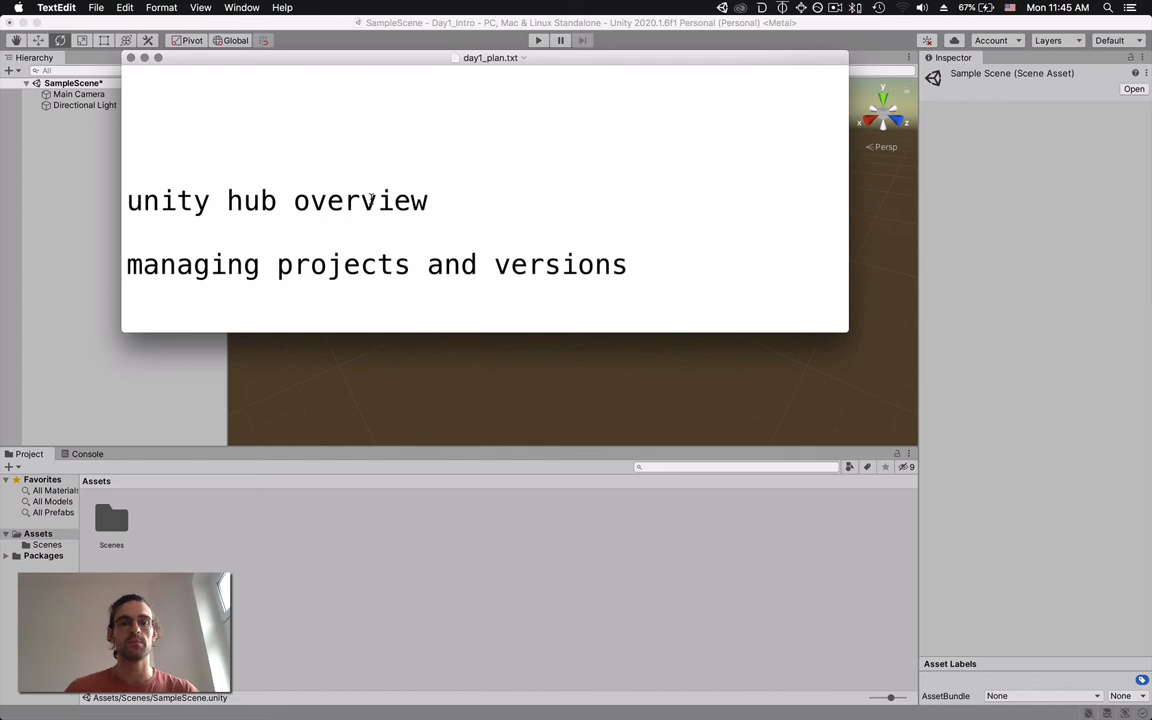 TextEdit File Edit Format View Window Help 67% Mon 11:45 AM
SampleScene - Day1_Intro - PC, Mac & Linux Standalone - Unity 2020.1.6f1 Personal (Personal) <Metal>
Pivot Global Account Layers Default
Hierarchy
day1_plan.txt
Inspector
All
SampleScene*
Main Camera
Directional Light
Sample Scene (Scene Asset)
Open
y
x z
Persp
unity hub overview
managing projects and versions
Project Console
9
Favorites
All Materials
All Models
All Prefabs
Assets
Scenes
Packages
Assets
Scenes
Assets/Scenes/SampleScene.unity
Asset Labels
AssetBundle None None